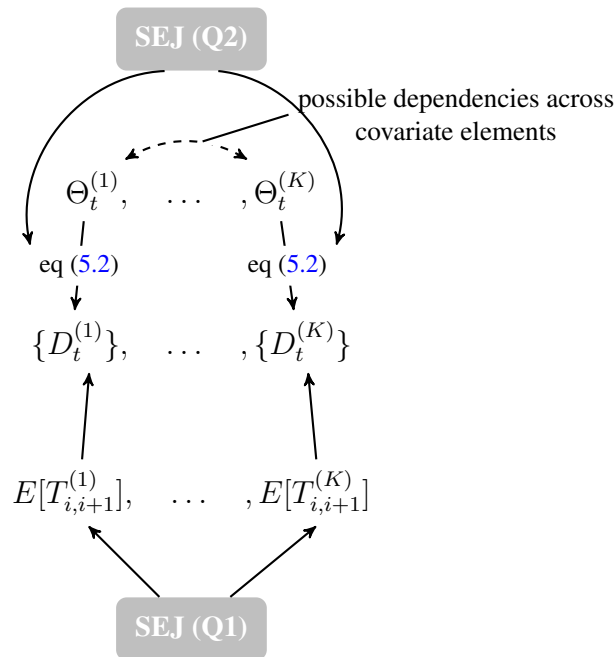 SEJ (Q2)
possible dependencies across
covariate elements
Θ_t^{(1)}, … , Θ_t^{(K)}
eq (5.2) eq (5.2)
{D_t^{(1)}}, … , {D_t^{(K)}}
E[T_{i,i+1}^{(1)}], … , E[T_{i,i+1}^{(K)}]
SEJ (Q1)